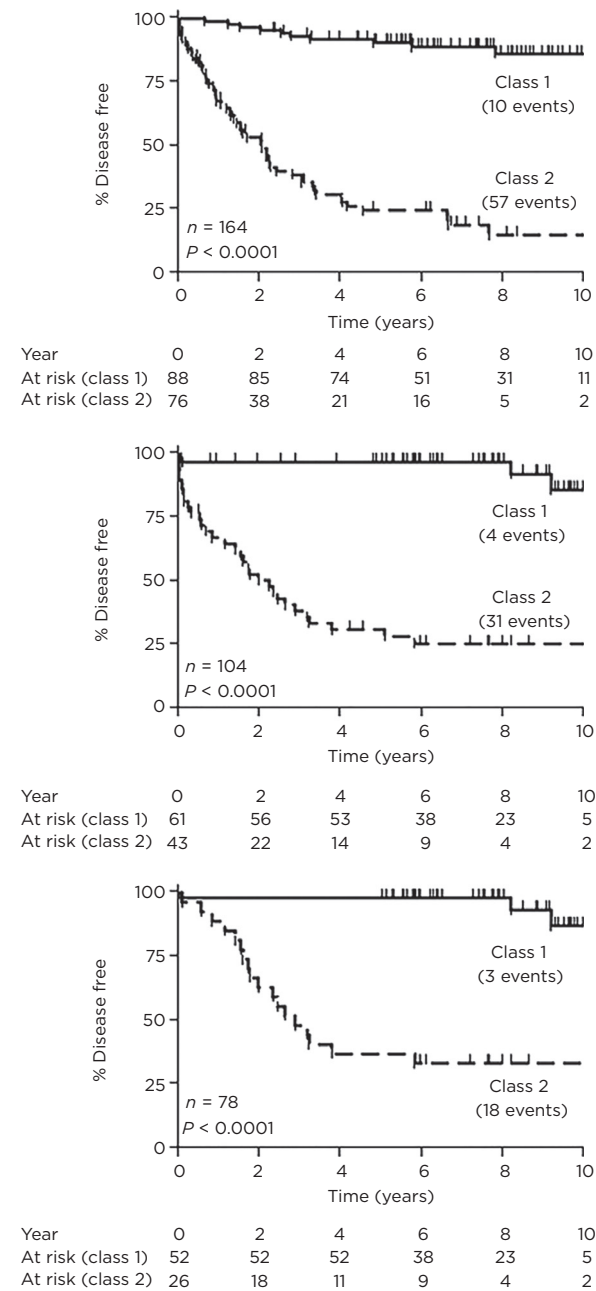 100
75
50
25
0
% Disease free
Class 1
(10 events)
Class 2
(57 events)
n = 164
P < 0.0001
0 2 4 6 8 10
Time (years)
Year 0 2 4 6 8 10
At risk (class 1) 88 85 74 51 31 11
At risk (class 2) 76 38 21 16 5 2
100
75
50
25
0
% Disease free
Class 1
(4 events)
Class 2
(31 events)
n = 104
P < 0.0001
0 2 4 6 8 10
Time (years)
Year 0 2 4 6 8 10
At risk (class 1) 61 56 53 38 23 5
At risk (class 2) 43 22 14 9 4 2
100
75
50
25
0
% Disease free
Class 1
(3 events)
Class 2
(18 events)
n = 78
P < 0.0001
0 2 4 6 8 10
Time (years)
Year 0 2 4 6 8 10
At risk (class 1) 52 52 52 38 23 5
At risk (class 2) 26 18 11 9 4 2